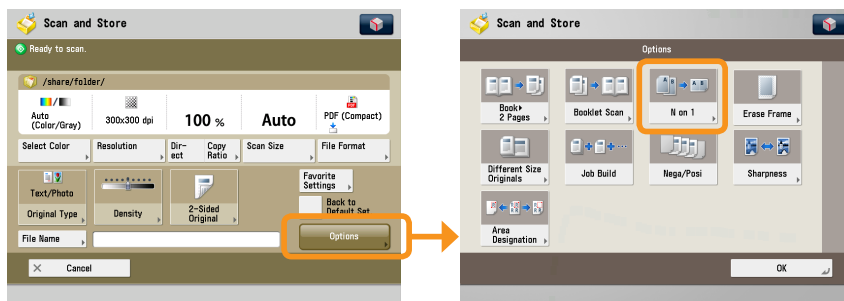 Scan and Store
Ready to scan.
/share/folder/
Auto
(Color/Gray)
300x300 dpi
100 %
Auto
PDF (Compact)
Select Color
Resolution
Dir-
ect
Copy
Ratio
Scan Size
File Format
Text/Photo
Original Type
Density
2-Sided
Original
Favorite
Settings
Back to
Default Set.
Options
File Name
Cancel
Scan and Store
Options
Book
2 Pages
Booklet Scan
N on 1
Erase Frame
Different Size
Originals
Job Build
Nega/Posi
Sharpness
Area
Designation
OK